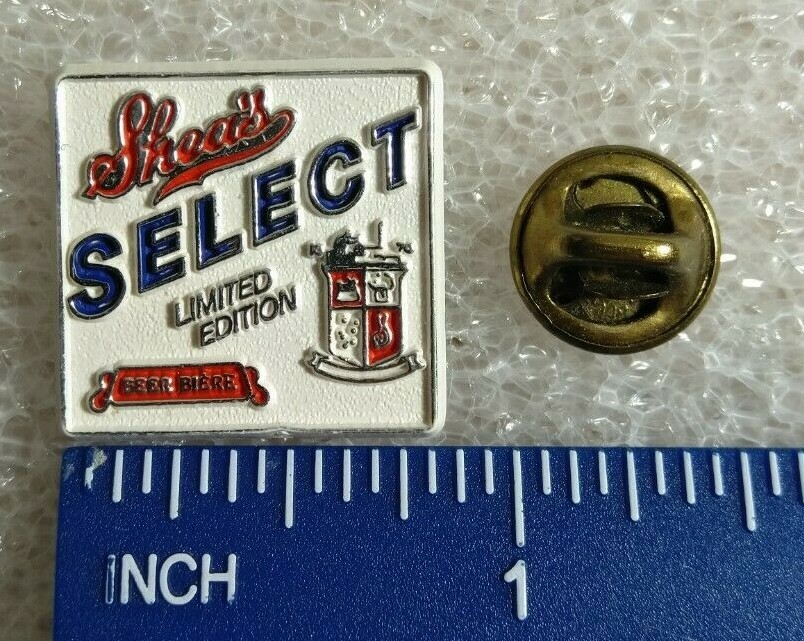 Shea's
SELECT
LIMITED
EDITION
BEER·BIÈRE
INCH
1